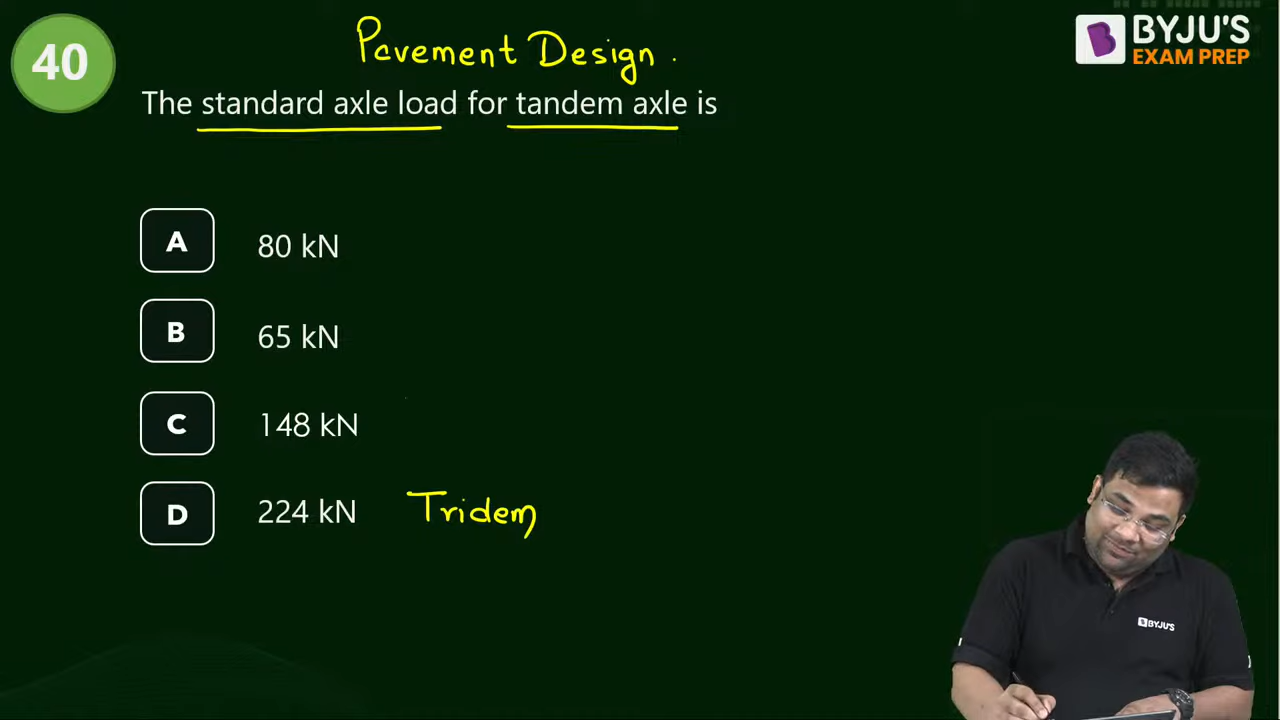 40
Pavement Design.
BYJU'S
EXAM PREP
The standard axle load for tandem axle is
A 80 kN
B 65 kN
C 148 kN
D 224 kN Tridem
BYJU'S